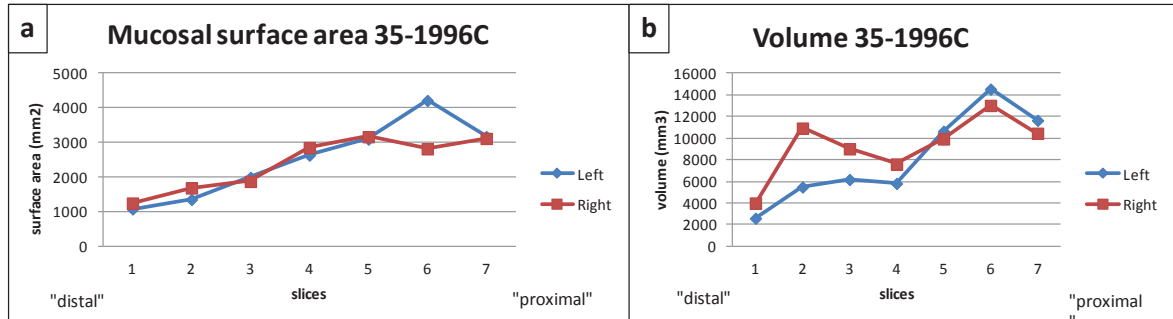 a
Mucosal surface area 35-1996C
5000
4000
3000
2000
1000
0
surface area (mm2)
1 2 3 4 5 6 7
"distal" slices "proximal"
Left
Right
b
Volume 35-1996C
16000
14000
12000
10000
8000
6000
4000
2000
0
volume (mm3)
1 2 3 4 5 6 7
"distal" slices "proximal
"
Left
Right